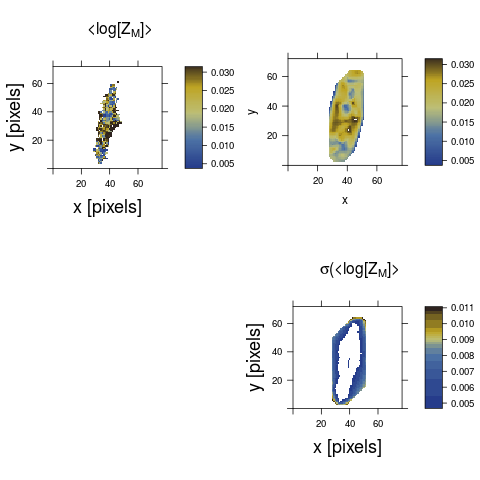 <log[Z_M]>
60
40
20
20 40 60
y [pixels]
x [pixels]
0.030
0.025
0.020
0.015
0.010
0.005
60
40
20
20 40 60
y
x
0.030
0.025
0.020
0.015
0.010
0.005
σ(<log[Z_M]>
60
40
20
20 40 60
y [pixels]
x [pixels]
0.011
0.010
0.009
0.008
0.007
0.006
0.005